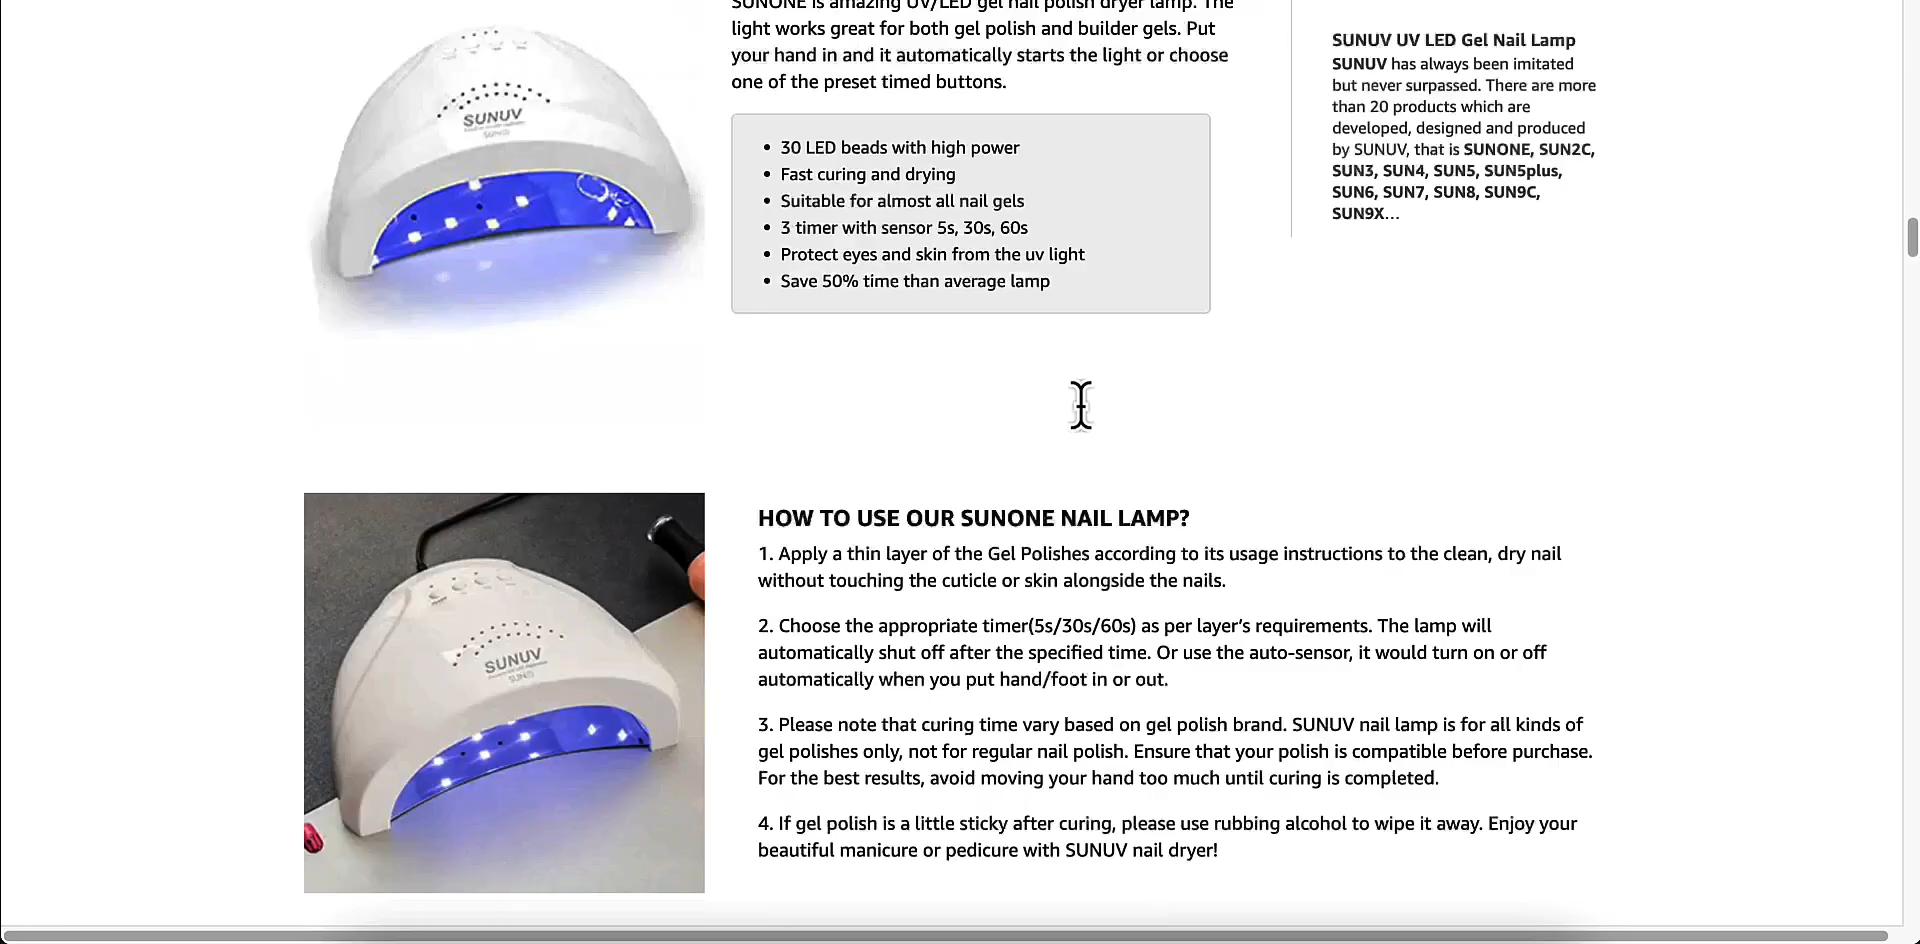 SUNONE is amazing UV/LED gel nail polish dryer lamp. The
light works great for both gel polish and builder gels. Put
your hand in and it automatically starts the light or choose
one of the preset timed buttons.
• 30 LED beads with high power
• Fast curing and drying
• Suitable for almost all nail gels
• 3 timer with sensor 5s, 30s, 60s
• Protect eyes and skin from the uv light
• Save 50% time than average lamp
SUNUV UV LED Gel Nail Lamp
SUNUV has always been imitated
but never surpassed. There are more
than 20 products which are
developed, designed and produced
by SUNUV, that is SUNONE, SUN2C,
SUN3, SUN4, SUN5, SUN5plus,
SUN6, SUN7, SUN8, SUN9C,
SUN9X...
SUNUV
HOW TO USE OUR SUNONE NAIL LAMP?
1. Apply a thin layer of the Gel Polishes according to its usage instructions to the clean, dry nail
without touching the cuticle or skin alongside the nails.
2. Choose the appropriate timer(5s/30s/60s) as per layer’s requirements. The lamp will
automatically shut off after the specified time. Or use the auto-sensor, it would turn on or off
automatically when you put hand/foot in or out.
3. Please note that curing time vary based on gel polish brand. SUNUV nail lamp is for all kinds of
gel polishes only, not for regular nail polish. Ensure that your polish is compatible before purchase.
For the best results, avoid moving your hand too much until curing is completed.
4. If gel polish is a little sticky after curing, please use rubbing alcohol to wipe it away. Enjoy your
beautiful manicure or pedicure with SUNUV nail dryer!
SUNUV